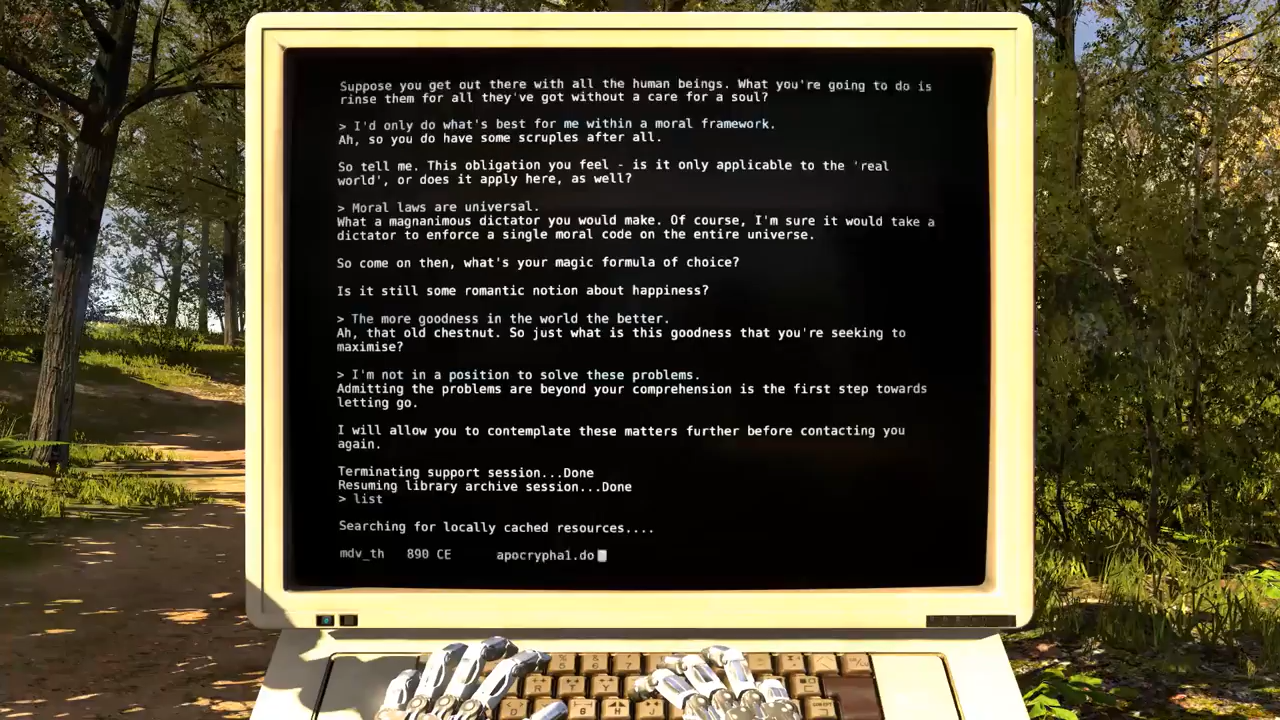 Suppose you get out there with all the human beings. What you're going to do is
rinse them for all they've got without a care for a soul?
> I'd only do what's best for me within a moral framework.
Ah, so you do have some scruples after all.
So tell me. This obligation you feel - is it only applicable to the 'real
world', or does it apply here, as well?
> Moral laws are universal.
What a magnanimous dictator you would make. Of course, I'm sure it would take a
dictator to enforce a single moral code on the entire universe.
So come on then, what's your magic formula of choice?
Is it still some romantic notion about happiness?
> The more goodness in the world the better.
Ah, that old chestnut. So just what is this goodness that you're seeking to
maximise?
> I'm not in a position to solve these problems.
Admitting the problems are beyond your comprehension is the first step towards
letting go.
I will allow you to contemplate these matters further before contacting you
again.
Terminating support session...Done
Resuming library archive session...Done
> list
Searching for locally cached resources....
mdv_th 890 CE apocrypha1.do
R T Y
G H J